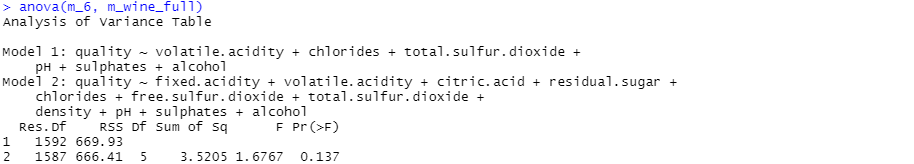 > anova(m_6, m_wine_full)
Analysis of Variance Table

Model 1: quality ~ volatile.acidity + chlorides + total.sulfur.dioxide +
    pH + sulphates + alcohol
Model 2: quality ~ fixed.acidity + volatile.acidity + citric.acid + residual.sugar +
    chlorides + free.sulfur.dioxide + total.sulfur.dioxide +
    density + pH + sulphates + alcohol
  Res.Df    RSS Df Sum of Sq      F Pr(>F)
1   1592 669.93
2   1587 666.41  5    3.5205 1.6767  0.137